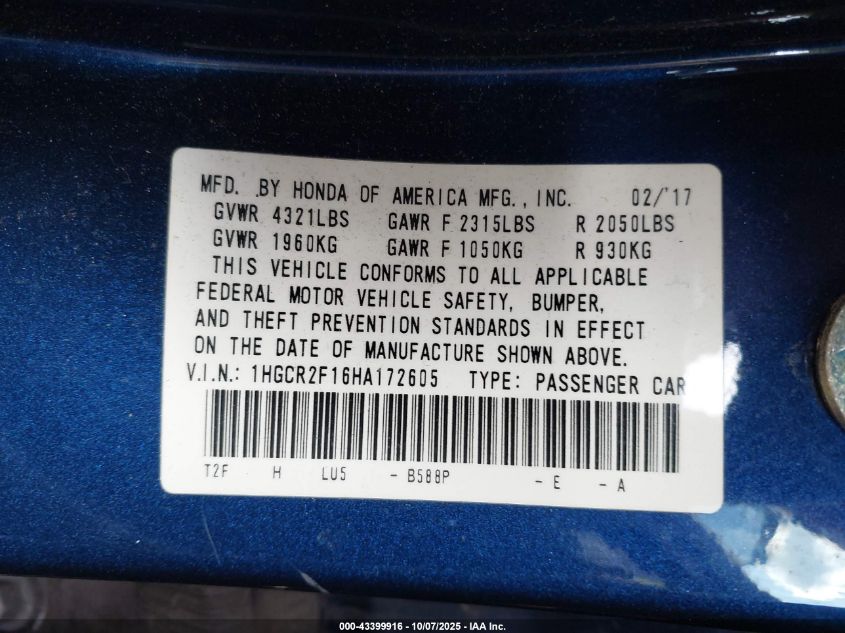 MFD. BY HONDA OF AMERICA MFG., INC. 02/'17
GVWR 4321LBS GAWR F 2315LBS R 2050LBS
GVWR 1960KG GAWR F 1050KG R 930KG
THIS VEHICLE CONFORMS TO ALL APPLICABLE
FEDERAL MOTOR VEHICLE SAFETY, BUMPER,
AND THEFT PREVENTION STANDARDS IN EFFECT
ON THE DATE OF MANUFACTURE SHOWN ABOVE.
V.I.N.: 1HGCR2F16HA172605 TYPE: PASSENGER CAR
T2F H LU5 - B588P - E - A
000-43399916 - 10/07/2025 - IAA Inc.